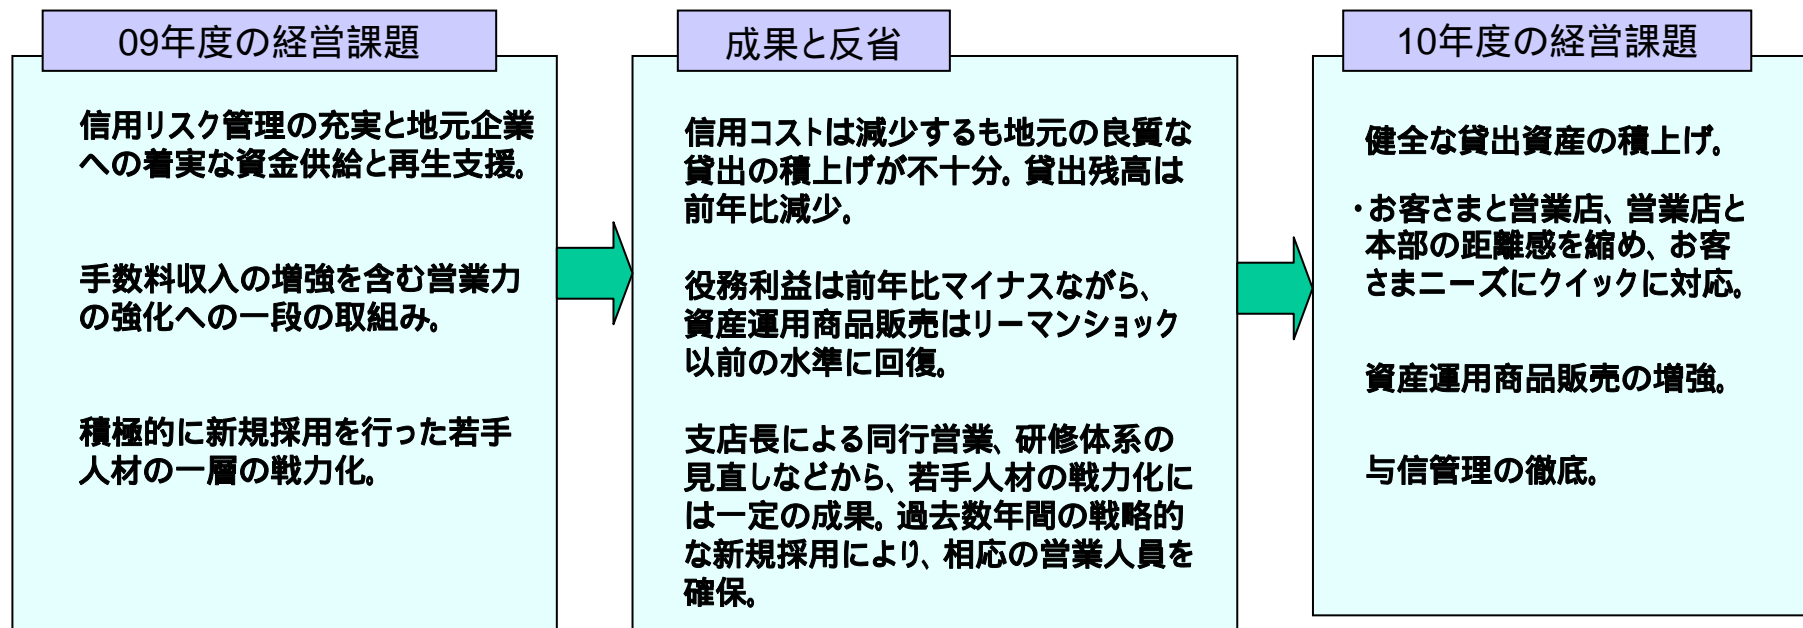 09年度の経営課題
信用リスク管理の充実と地元企業
への着実な資金供給と再生支援。
手数料収入の増強を含む営業力
の強化への一段の取組み。
積極的に新規採用を行った若手
人材の一層の戦力化。
成果と反省
信用コストは減少するも地元の良質な
貸出の積上げが不十分。貸出残高は
前年比減少。
役務利益は前年比マイナスながら、
資産運用商品販売はリーマンショック
以前の水準に回復。
支店長による同行営業、研修体系の
見直しなどから、若手人材の戦力化に
は一定の成果。過去数年間の戦略的
な新規採用により、相応の営業人員を
確保。
10年度の経営課題
健全な貸出資産の積上げ。
・お客さまと営業店、営業店と
本部の距離感を縮め、お客
さまニーズにクイックに対応。
資産運用商品販売の増強。
与信管理の徹底。